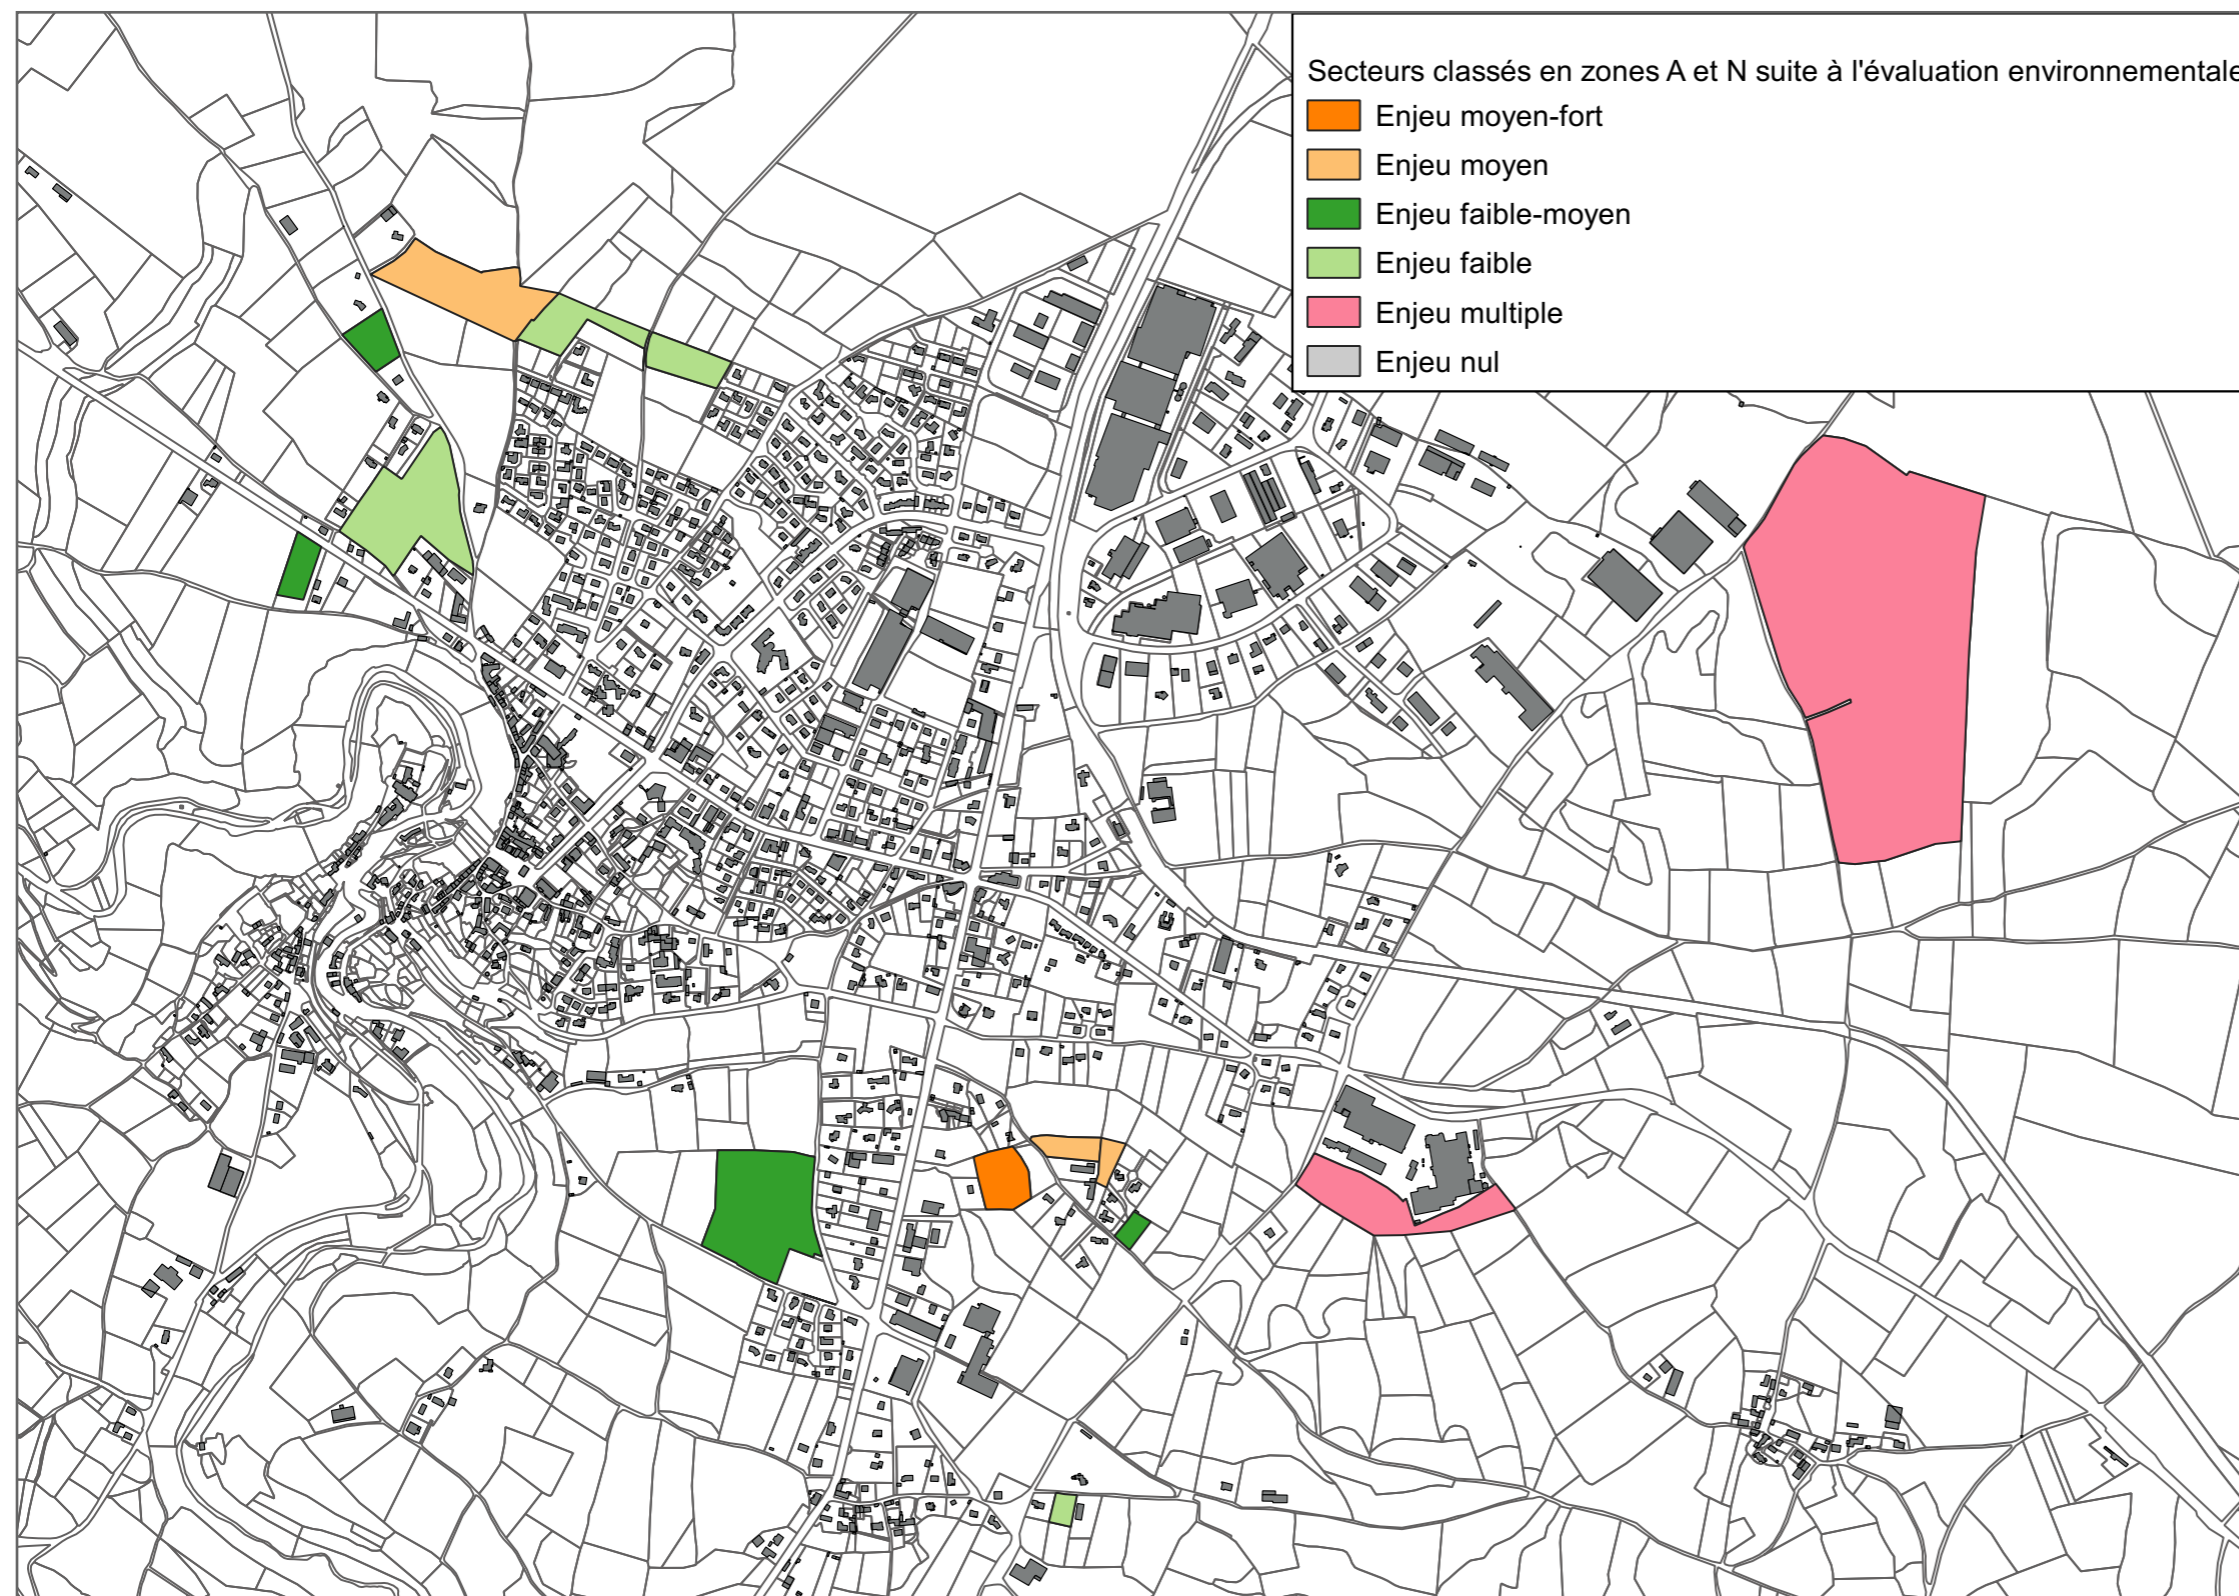 Secteurs classés en zones A et N suite à l'évaluation environnementale
Enjeu moyen-fort
Enjeu moyen
Enjeu faible-moyen
Enjeu faible
Enjeu multiple
Enjeu nul